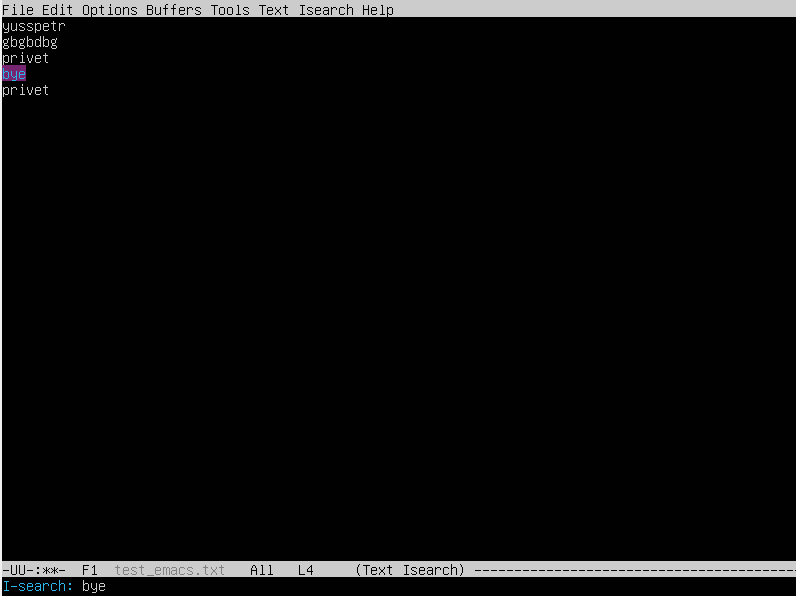 File Edit Options Buffers Tools Text Isearch Help
yusspetr
gbgbdbg
privet
bye
privet
-UU-:**-  F1  test_emacs.txt   All   L4     (Text Isearch) ----------------------------------------
I-search: bye